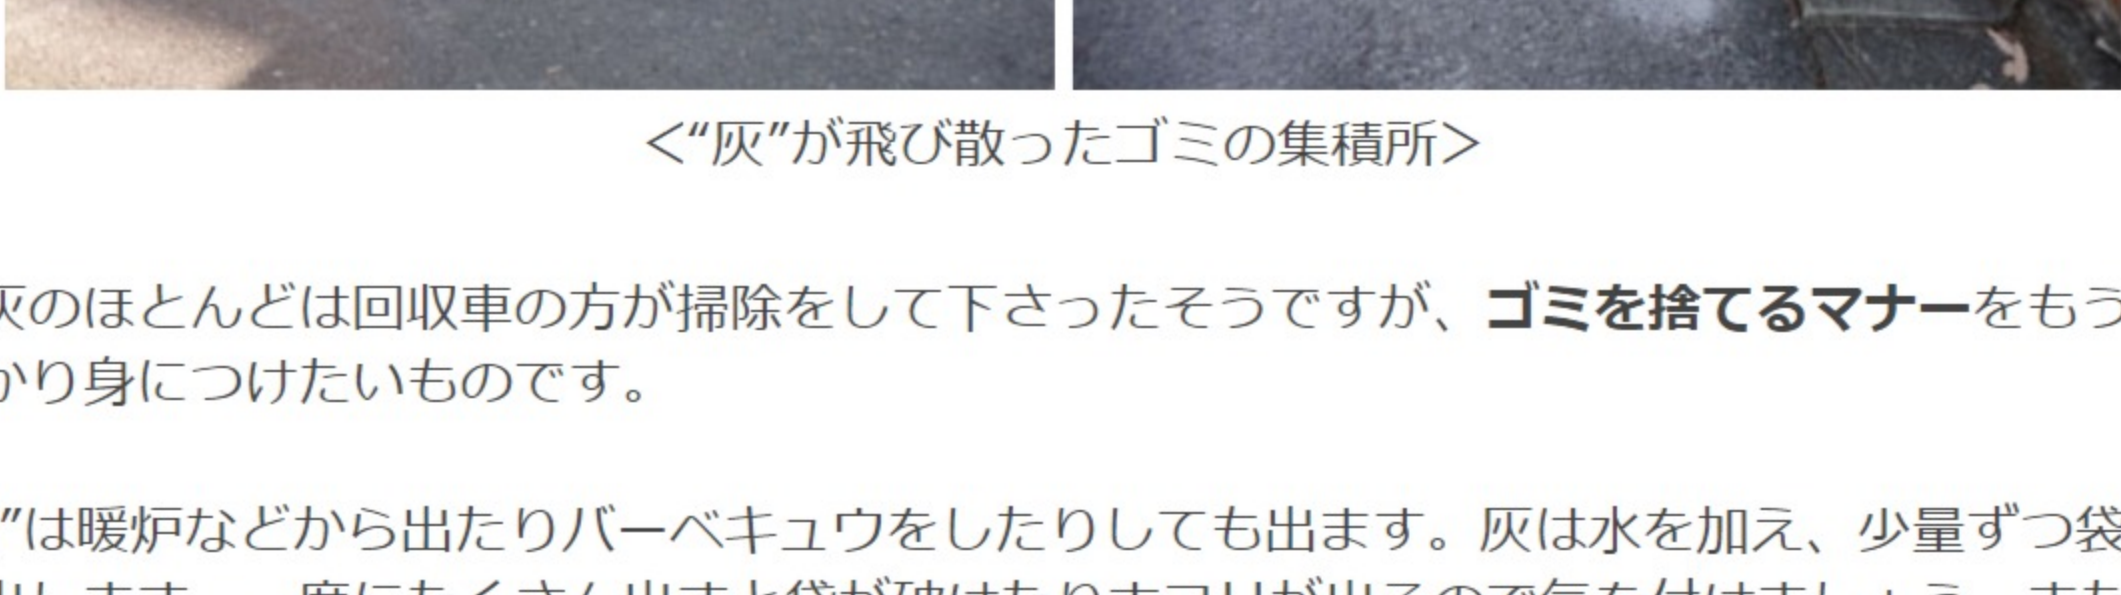 ＜“灰”が飛び散ったゴミの集積所＞
灰のほとんどは回収車の方が掃除をして下さったそうですが、ゴミを捨てるマナーをもう
かり身につけたいものです。
”は暖炉などから出たりバーベキュウをしたりしても出ます。灰は水を加え、少量ずつ袋